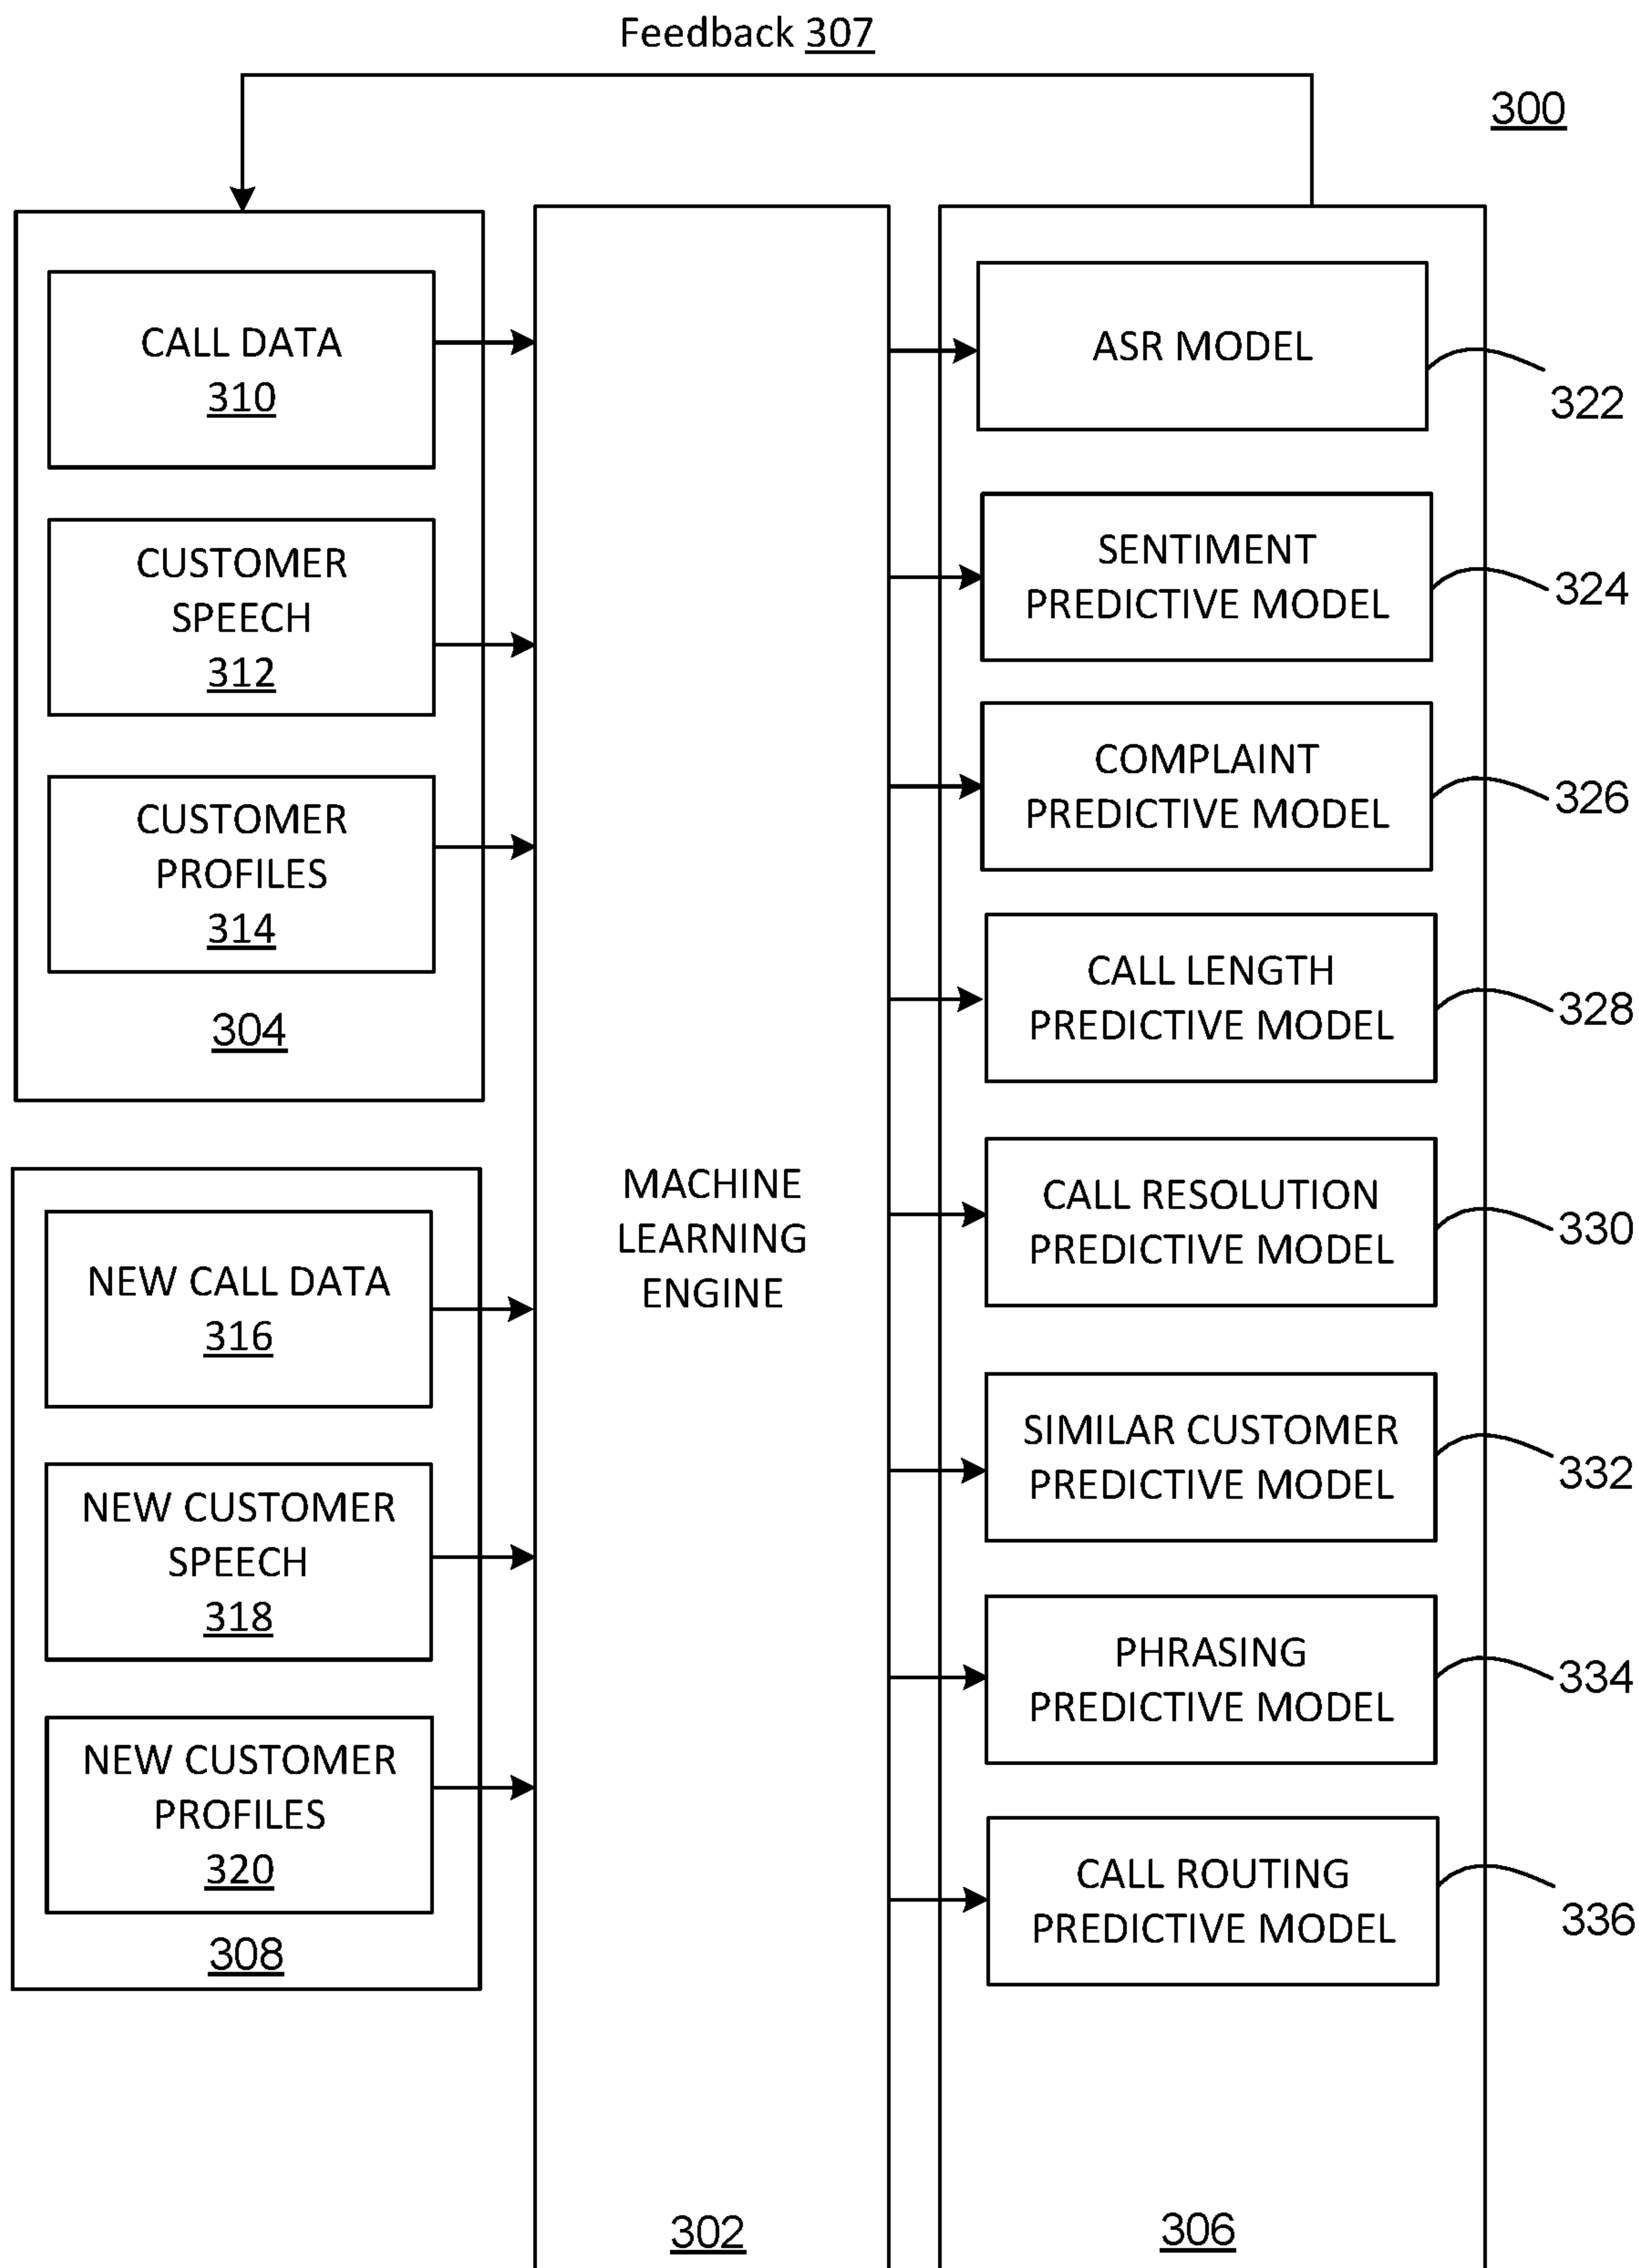 Feedback 307
300
CALL DATA
310
CUSTOMER
SPEECH
312
CUSTOMER
PROFILES
314
304
NEW CALL DATA
316
NEW CUSTOMER
SPEECH
318
NEW CUSTOMER
PROFILES
320
308
MACHINE
LEARNING
ENGINE
302
ASR MODEL
322
SENTIMENT
PREDICTIVE MODEL
324
COMPLAINT
PREDICTIVE MODEL
326
CALL LENGTH
PREDICTIVE MODEL
328
CALL RESOLUTION
PREDICTIVE MODEL
330
SIMILAR CUSTOMER
PREDICTIVE MODEL
332
PHRASING
PREDICTIVE MODEL
334
CALL ROUTING
PREDICTIVE MODEL
336
306